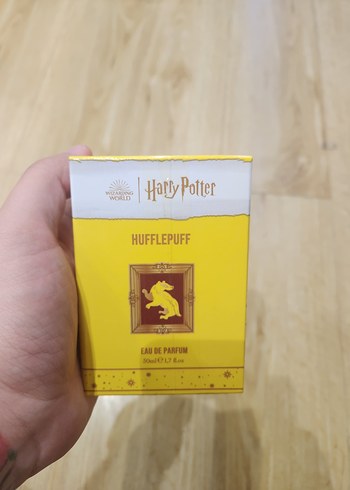 WIZARDING
WORLD
Harry Potter
HUFFLEPUFF
EAU DE PARFUM
50ml ℮ 1,7 fl.oz